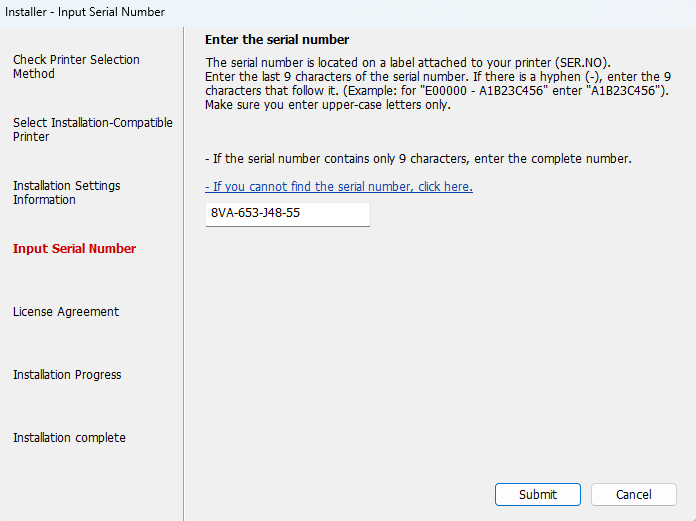 Installer - Input Serial Number
Check Printer Selection
Method
Select Installation-Compatible
Printer
Installation Settings
Information
Input Serial Number
License Agreement
Installation Progress
Installation complete
Enter the serial number
The serial number is located on a label attached to your printer (SER.NO).
Enter the last 9 characters of the serial number. If there is a hyphen (-), enter the 9
characters that follow it. (Example: for "E00000 - A1B23C456" enter "A1B23C456").
Make sure you enter upper-case letters only.
- If the serial number contains only 9 characters, enter the complete number.
- If you cannot find the serial number, click here.
8VA-653-J48-55
Submit
Cancel